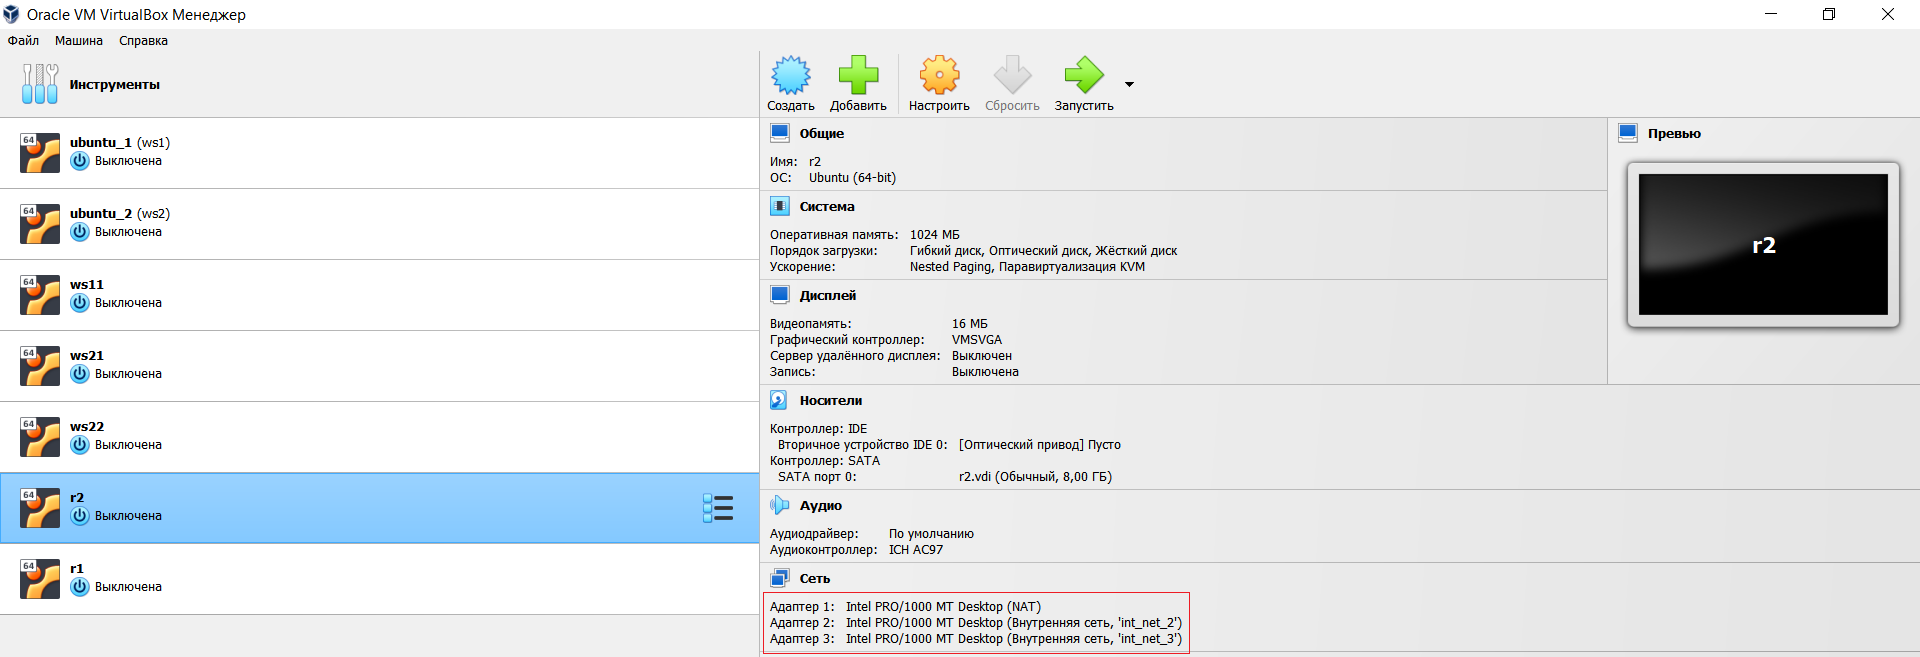 Oracle VM VirtualBox Менеджер
Файл Машина Справка
Инструменты
64
ubuntu_1 (ws1)
Выключена
64
ubuntu_2 (ws2)
Выключена
64
ws11
Выключена
64
ws21
Выключена
64
ws22
Выключена
64
r2
Выключена
64
r1
Выключена
Создать Добавить Настроить Сбросить Запустить
Общие
Имя: r2
ОС: Ubuntu (64-bit)
Система
Оперативная память: 1024 МБ
Порядок загрузки: Гибкий диск, Оптический диск, Жёсткий диск
Ускорение: Nested Paging, Паравиртуализация KVM
Дисплей
Видеопамять: 16 МБ
Графический контроллер: VMSVGA
Сервер удалённого дисплея: Выключен
Запись: Выключена
Носители
Контроллер: IDE
Вторичное устройство IDE 0: [Оптический привод] Пусто
Контроллер: SATA
SATA порт 0: r2.vdi (Обычный, 8,00 ГБ)
Аудио
Аудиодрайвер: По умолчанию
Аудиоконтроллер: ICH AC97
Сеть
Адаптер 1: Intel PRO/1000 MT Desktop (NAT)
Адаптер 2: Intel PRO/1000 MT Desktop (Внутренняя сеть, 'int_net_2')
Адаптер 3: Intel PRO/1000 MT Desktop (Внутренняя сеть, 'int_net_3')
Превью
r2